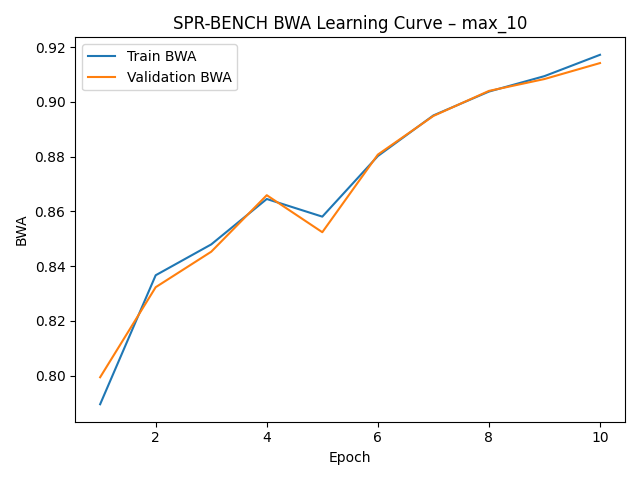 SPR-BENCH BWA Learning Curve – max_10
Train BWA
Validation BWA
BWA
0.92
0.90
0.88
0.86
0.84
0.82
0.80
2 4 6 8 10
Epoch